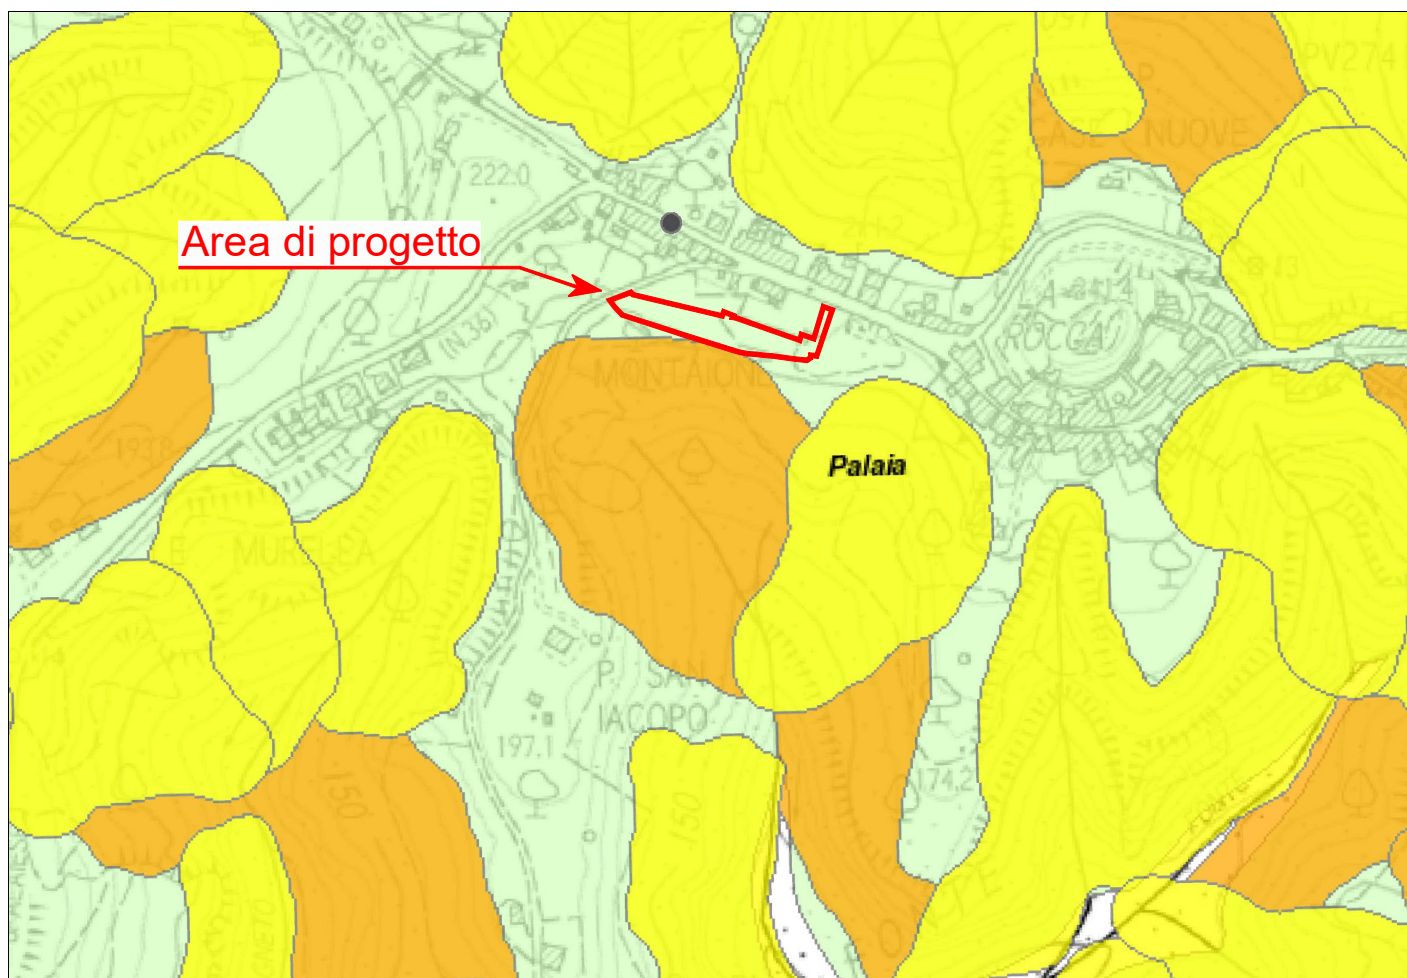 PV274
CASE NUOVE
222.0
Area di progetto
ROCCA
(N.36)
MONTAIONE
193.8
Palaia
MURELLA
P. SAN
IACOPO
197.1
174.2
150
150